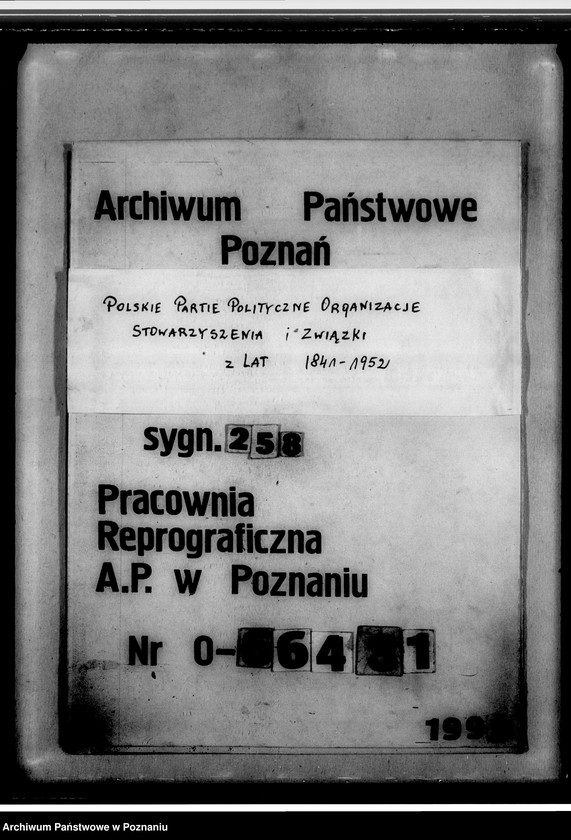 Archiwum Państwowe
Poznań
POLSKIE PARTIE POLITYCZNE ORGANIZACJE
STOWARZYSZENIA i ZWIĄZKI
z LAT 1841-1952
sygn. 258
Pracownia
Reprograficzna
A.P. w Poznaniu
Nr
Archiwum Państwowe w Poznaniu